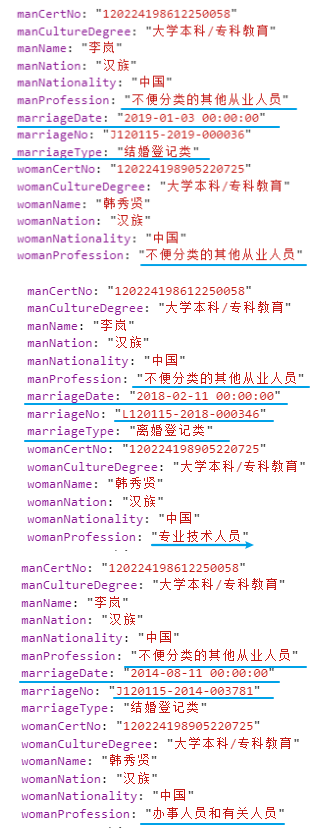 manCertNo: "120224198612250058"
manCultureDegree: "大学本科/专科教育"
manName: "李岚"
manNation: "汉族"
manNationality: "中国"
manProfession: "不便分类的其他从业人员"
marriageDate: "2019-01-03 00:00:00"
marriageNo: "J120115-2019-000036"
marriageType: "结婚登记类"
womanCertNo: "120224198905220725"
womanCultureDegree: "大学本科/专科教育"
womanName: "韩秀贤"
womanNation: "汉族"
womanNationality: "中国"
womanProfession: "不便分类的其他从业人员"
manCertNo: "120224198612250058"
manCultureDegree: "大学本科/专科教育"
manName: "李岚"
manNation: "汉族"
manNationality: "中国"
manProfession: "不便分类的其他从业人员"
marriageDate: "2018-02-11 00:00:00"
marriageNo: "L120115-2018-000346"
marriageType: "离婚登记类"
womanCertNo: "120224198905220725"
womanCultureDegree: "大学本科/专科教育"
womanName: "韩秀贤"
womanNation: "汉族"
womanNationality: "中国"
womanProfession: "专业技术人员"
manCertNo: "120224198612250058"
manCultureDegree: "大学本科/专科教育"
manName: "李岚"
manNation: "汉族"
manNationality: "中国"
manProfession: "不便分类的其他从业人员"
marriageDate: "2014-08-11 00:00:00"
marriageNo: "J120115-2014-003781"
marriageType: "结婚登记类"
womanCertNo: "120224198905220725"
womanCultureDegree: "大学本科/专科教育"
womanName: "韩秀贤"
womanNation: "汉族"
womanNationality: "中国"
womanProfession: "办事人员和有关人员"